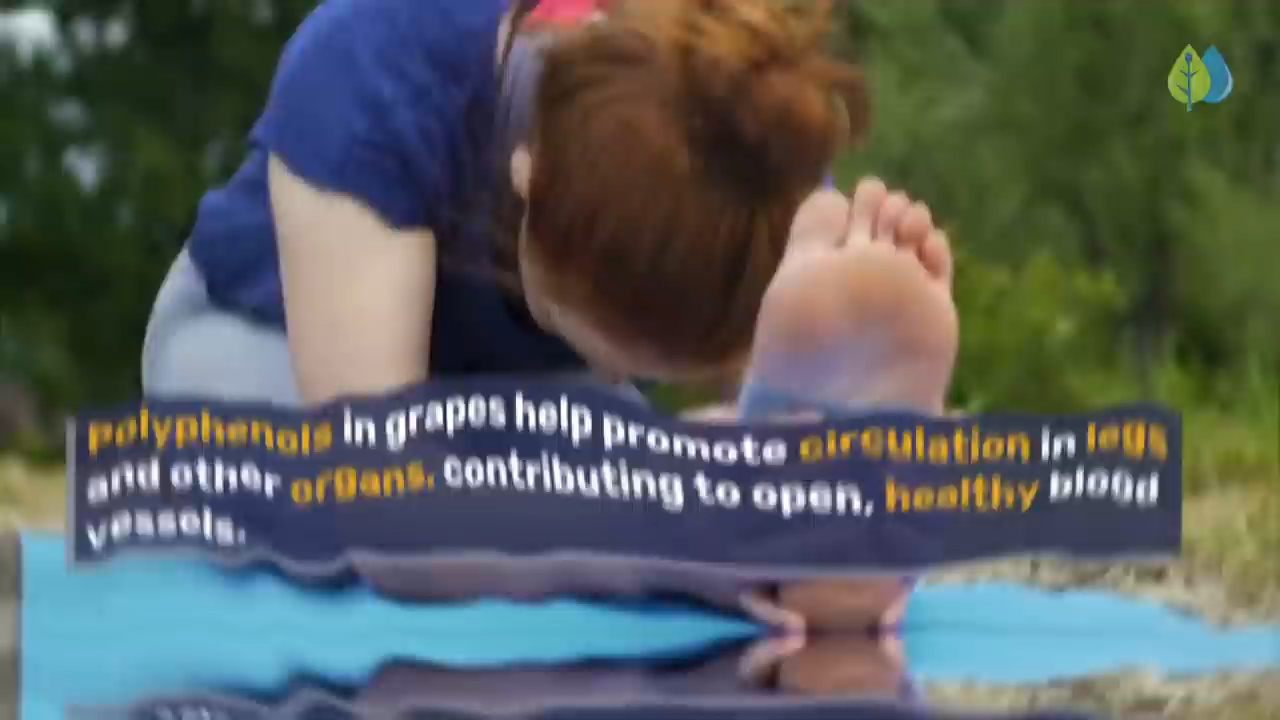 Polyphenols in grapes help promote circulation in legs
and other organs, contributing to open, healthy blood
vessels.